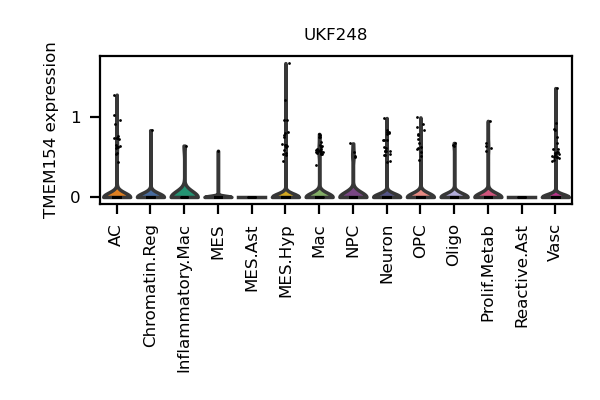 UKF248
TMEM154 expression
1
0
AC
Chromatin.Reg
Inflammatory.Mac
MES
MES.Ast
MES.Hyp
Mac
NPC
Neuron
OPC
Oligo
Prolif.Metab
Reactive.Ast
Vasc